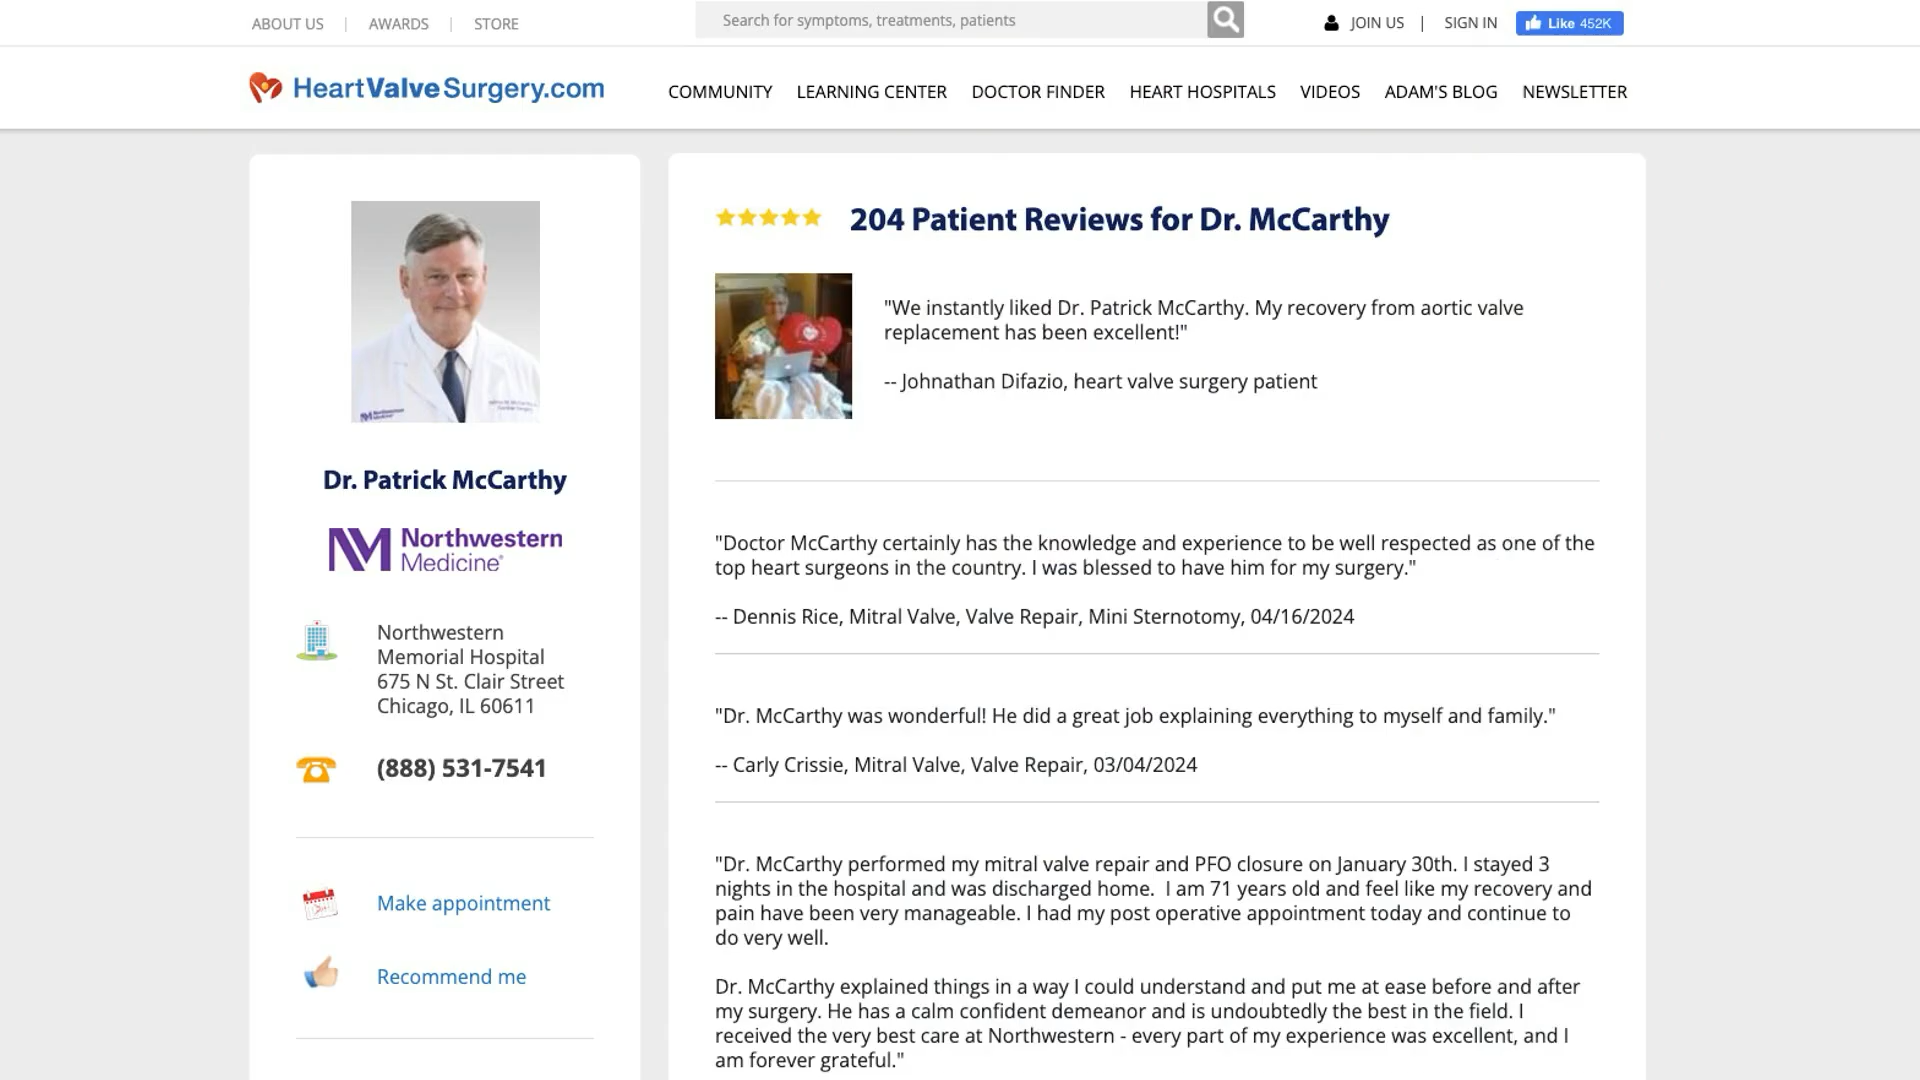 ABOUT US | AWARDS | STORE
Search for symptoms, treatments, patients
JOIN US | SIGN IN
Like 452K
HeartValveSurgery.com
COMMUNITY LEARNING CENTER DOCTOR FINDER HEART HOSPITALS VIDEOS ADAM'S BLOG NEWSLETTER
Dr. Patrick McCarthy
Northwestern
Medicine®
Northwestern
Memorial Hospital
675 N St. Clair Street
Chicago, IL 60611
(888) 531-7541
Make appointment
Recommend me
204 Patient Reviews for Dr. McCarthy
"We instantly liked Dr. Patrick McCarthy. My recovery from aortic valve
replacement has been excellent!"
-- Johnathan Difazio, heart valve surgery patient
"Doctor McCarthy certainly has the knowledge and experience to be well respected as one of the
top heart surgeons in the country. I was blessed to have him for my surgery."
-- Dennis Rice, Mitral Valve, Valve Repair, Mini Sternotomy, 04/16/2024
"Dr. McCarthy was wonderful! He did a great job explaining everything to myself and family."
-- Carly Crissie, Mitral Valve, Valve Repair, 03/04/2024
"Dr. McCarthy performed my mitral valve repair and PFO closure on January 30th. I stayed 3
nights in the hospital and was discharged home. I am 71 years old and feel like my recovery and
pain have been very manageable. I had my post operative appointment today and continue to
do very well.
Dr. McCarthy explained things in a way I could understand and put me at ease before and after
my surgery. He has a calm confident demeanor and is undoubtedly the best in the field. I
received the very best care at Northwestern - every part of my experience was excellent, and I
am forever grateful."